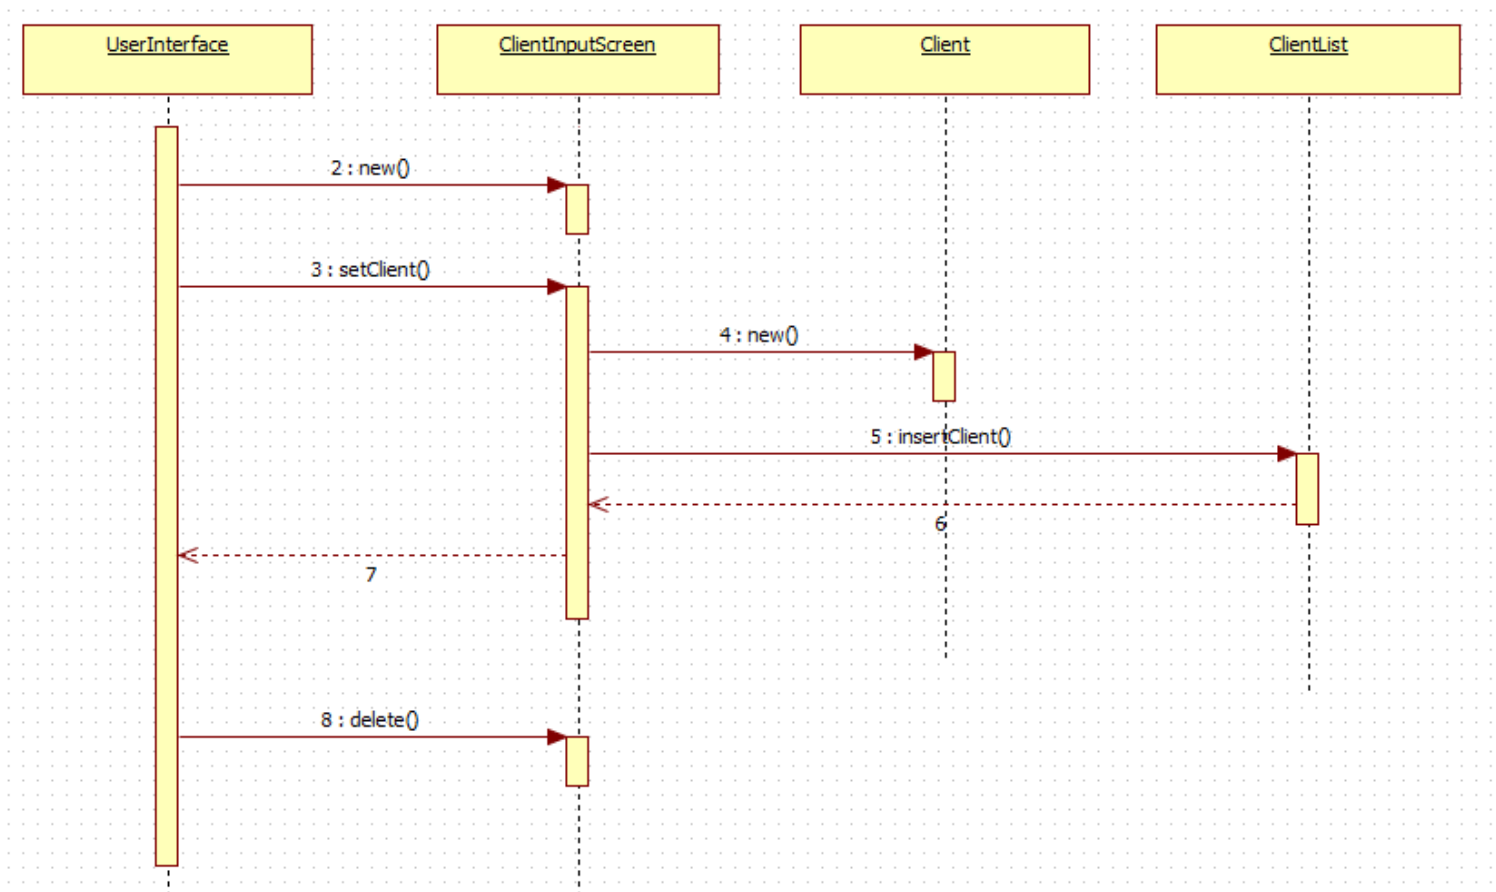 UserInterface
ClientInputScreen
Client
ClientList
2 : new()
3 : setClient()
4 : new()
5 : insertClient()
6
7
8 : delete()